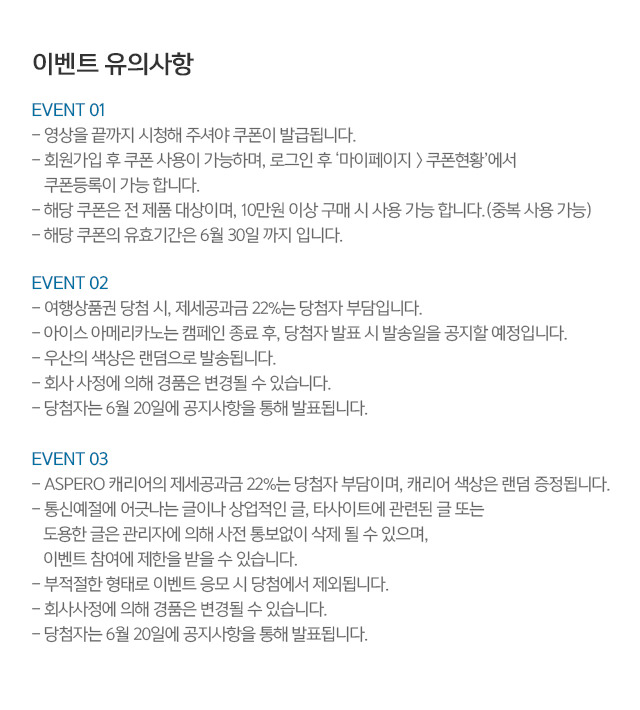 이벤트 유의사항
EVENT 01
- 영상을 끝까지 시청해 주셔야 쿠폰이 발급됩니다.
- 회원가입 후 쿠폰 사용이 가능하며, 로그인 후 ‘마이페이지 > 쿠폰현황’에서
쿠폰등록이 가능 합니다.
- 해당 쿠폰은 전 제품 대상이며, 10만원 이상 구매 시 사용 가능 합니다.(중복 사용 가능)
- 해당 쿠폰의 유효기간은 6월 30일 까지 입니다.
EVENT 02
- 여행상품권 당첨 시, 제세공과금 22%는 당첨자 부담입니다.
- 아이스 아메리카노는 캠페인 종료 후, 당첨자 발표 시 발송일을 공지할 예정입니다.
- 우산의 색상은 랜덤으로 발송됩니다.
- 회사 사정에 의해 경품은 변경될 수 있습니다.
- 당첨자는 6월 20일에 공지사항을 통해 발표됩니다.
EVENT 03
- ASPERO 캐리어의 제세공과금 22%는 당첨자 부담이며, 캐리어 색상은 랜덤 증정됩니다.
- 통신예절에 어긋나는 글이나 상업적인 글, 타사이트에 관련된 글 또는
도용한 글은 관리자에 의해 사전 통보없이 삭제 될 수 있으며,
이벤트 참여에 제한을 받을 수 있습니다.
- 부적절한 형태로 이벤트 응모 시 당첨에서 제외됩니다.
- 회사사정에 의해 경품은 변경될 수 있습니다.
- 당첨자는 6월 20일에 공지사항을 통해 발표됩니다.